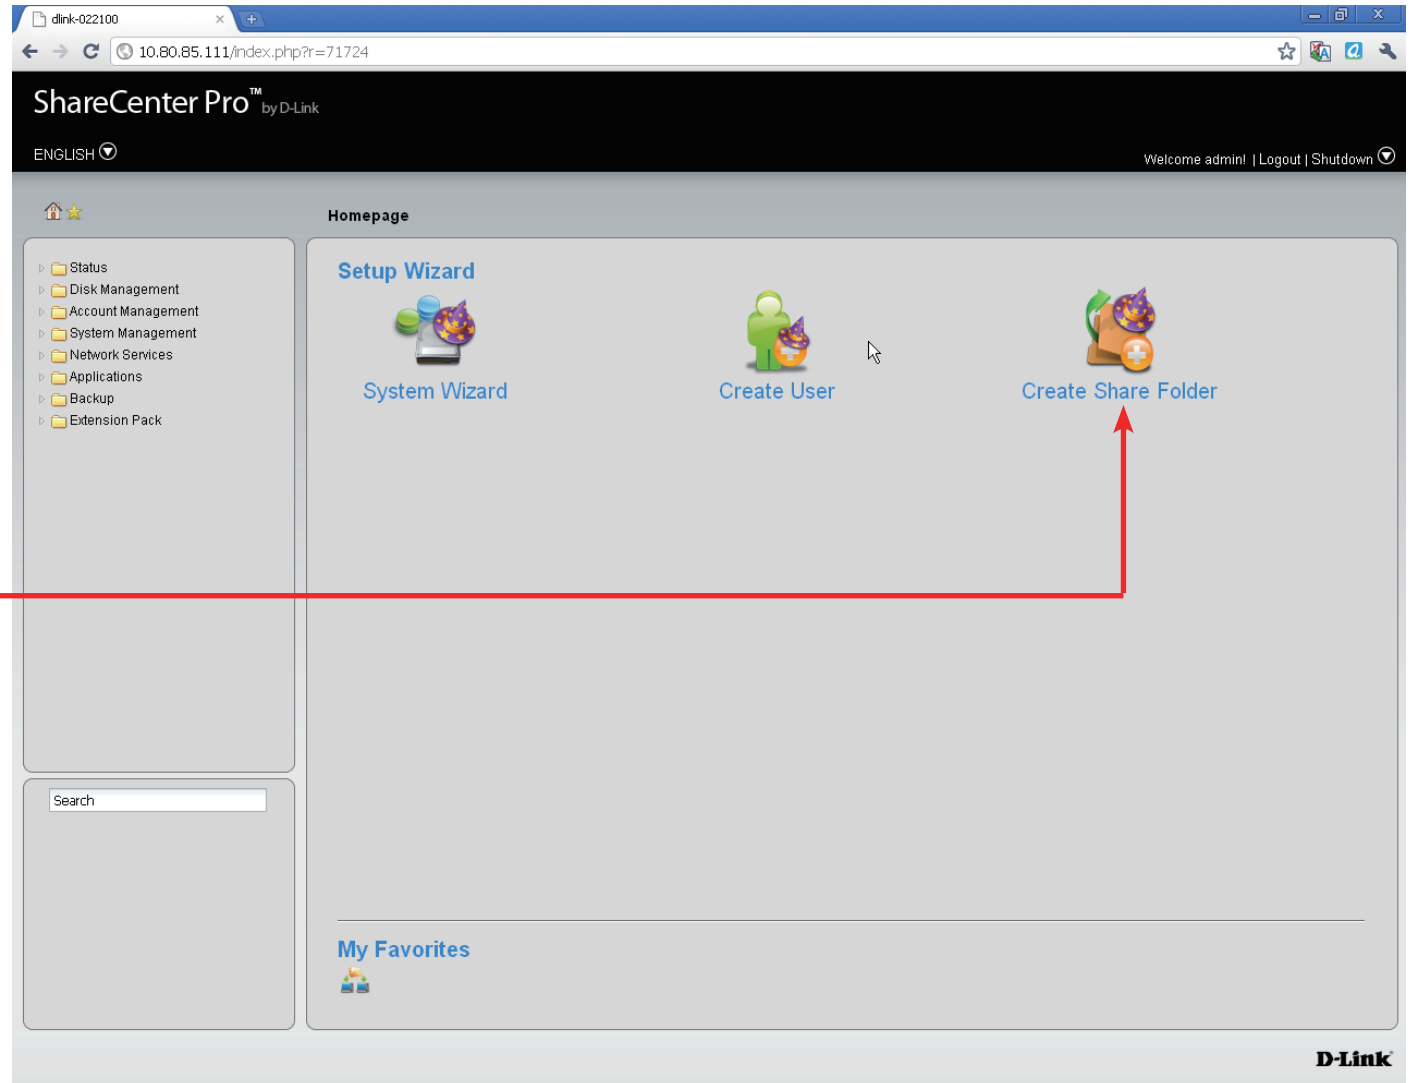 dlink-022100
10.80.85.111/index.php?r=71724
ShareCenter Pro™ by D-Link
ENGLISH
Welcome admin! | Logout | Shutdown
Homepage
Status
Disk Management
Account Management
System Management
Network Services
Applications
Backup
Extension Pack
Search
Setup Wizard
System Wizard
Create User
Create Share Folder
My Favorites
D-Link